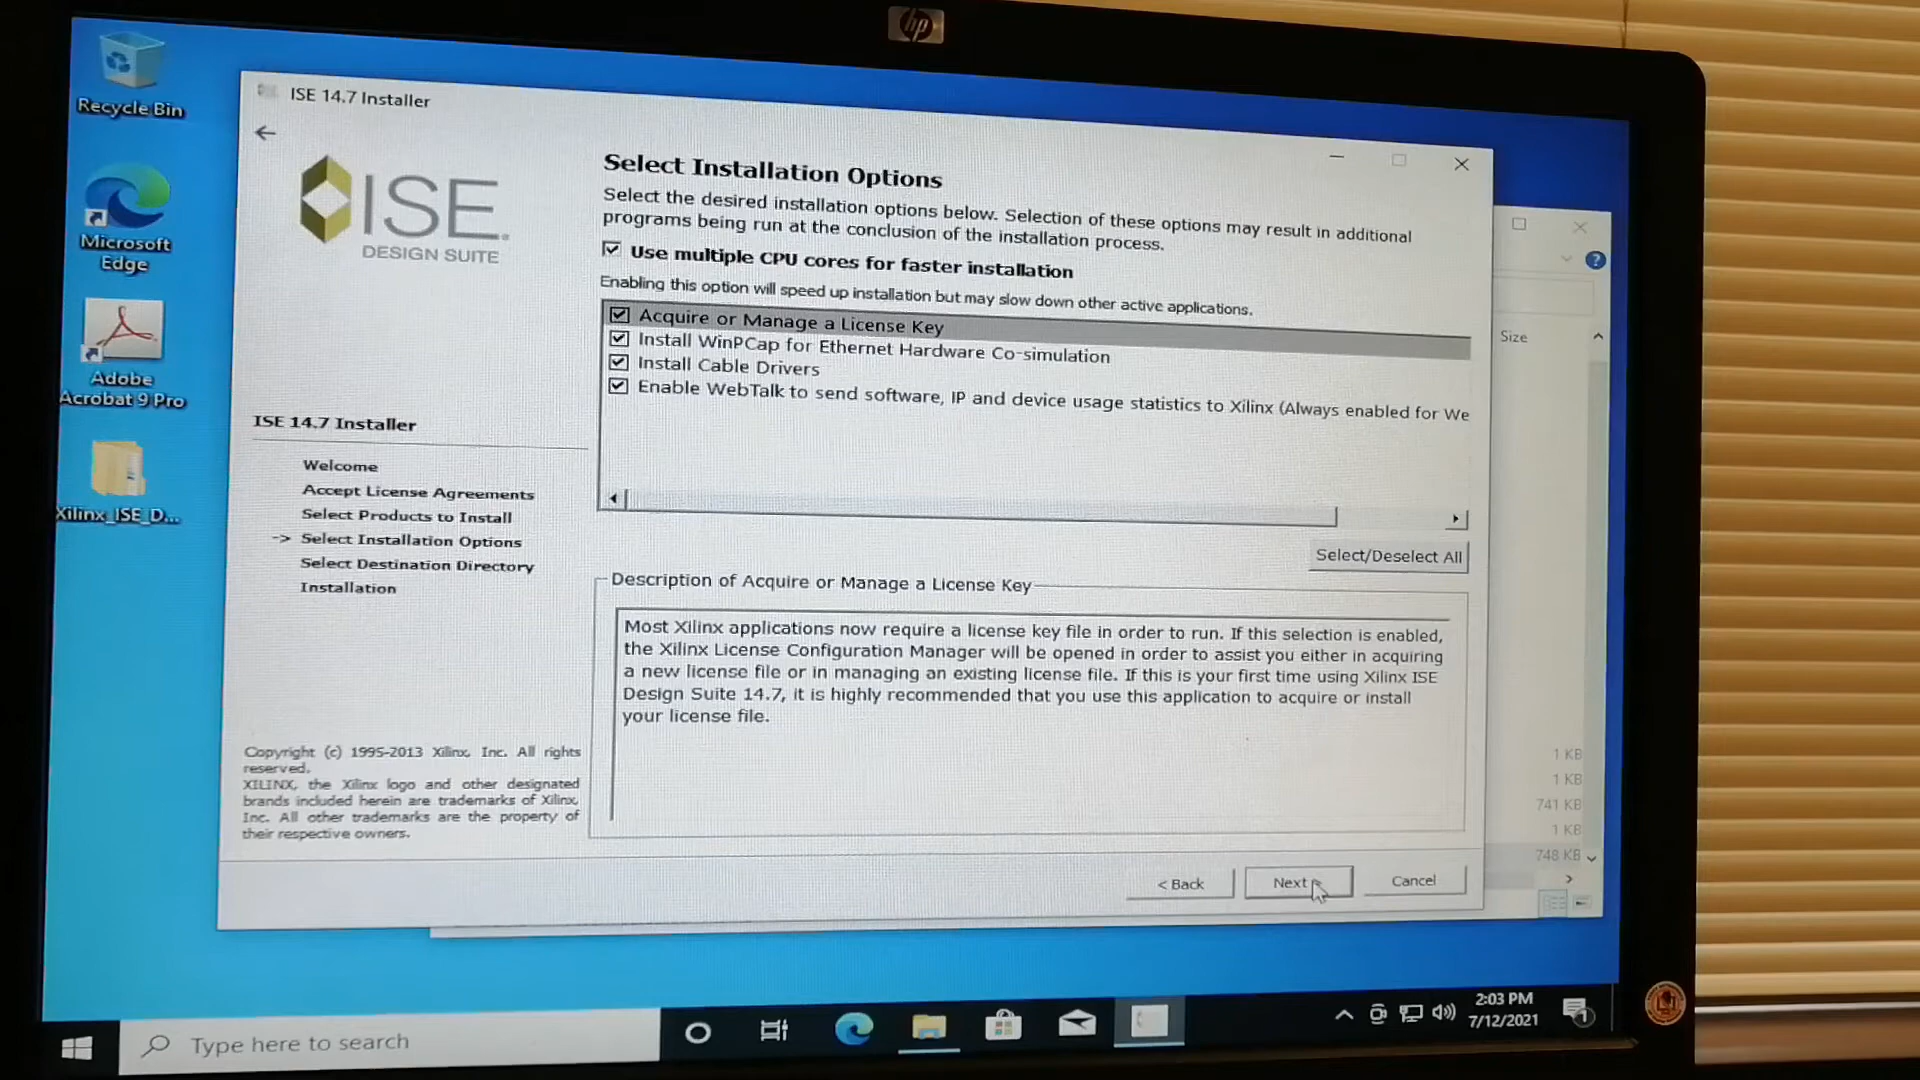 hp
Recycle Bin
Microsoft
Edge
Adobe
Acrobat 9 Pro
Xilinx_ISE_D...
ISE 14.7 Installer
ISE
DESIGN SUITE
ISE 14.7 Installer
Welcome
Accept License Agreements
Select Products to Install
-> Select Installation Options
Select Destination Directory
Installation
Copyright (c) 1995-2013 Xilinx, Inc. All rights
reserved.
XILINX, the Xilinx logo and other designated
brands included herein are trademarks of Xilinx,
Inc. All other trademarks are the property of
their respective owners.
Select Installation Options
Select the desired installation options below. Selection of these options may result in additional
programs being run at the conclusion of the installation process.
Use multiple CPU cores for faster installation
Enabling this option will speed up installation but may slow down other active applications.
Acquire or Manage a License Key
Install WinPCap for Ethernet Hardware Co-simulation
Install Cable Drivers
Enable WebTalk to send software, IP and device usage statistics to Xilinx (Always enabled for We
Select/Deselect All
Description of Acquire or Manage a License Key
Most Xilinx applications now require a license key file in order to run. If this selection is enabled,
the Xilinx License Configuration Manager will be opened in order to assist you either in acquiring
a new license file or in managing an existing license file. If this is your first time using Xilinx ISE
Design Suite 14.7, it is highly recommended that you use this application to acquire or install
your license file.
< Back
Next
Cancel
Size
1 KB
1 KB
741 KB
1 KB
748 KB
Type here to search
2:03 PM
7/12/2021
1